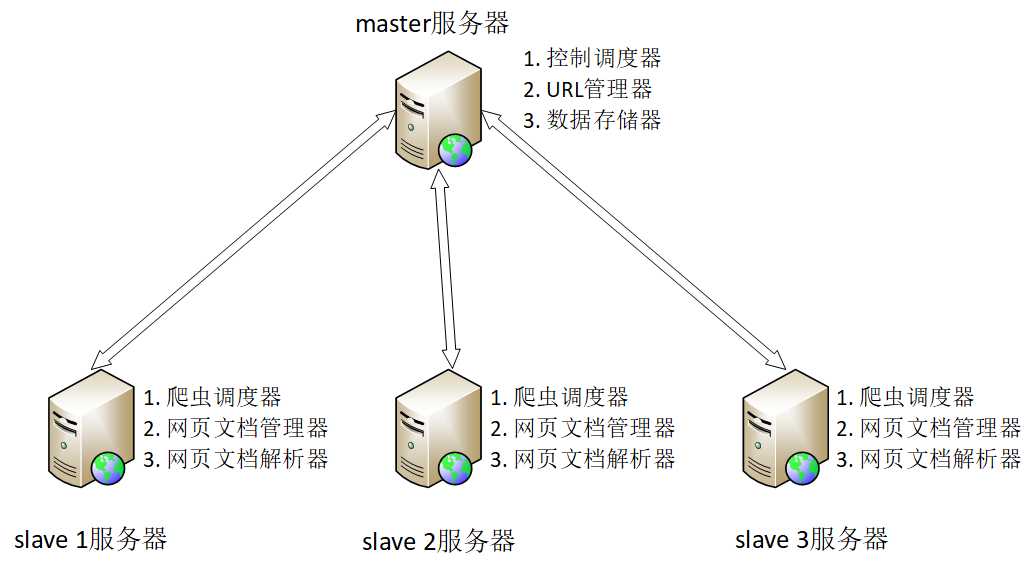 master服务器
1. 控制调度器
2. URL管理器
3. 数据存储器
1. 爬虫调度器
2. 网页文档管理器
3. 网页文档解析器
slave 1服务器
1. 爬虫调度器
2. 网页文档管理器
3. 网页文档解析器
slave 2服务器
1. 爬虫调度器
2. 网页文档管理器
3. 网页文档解析器
slave 3服务器